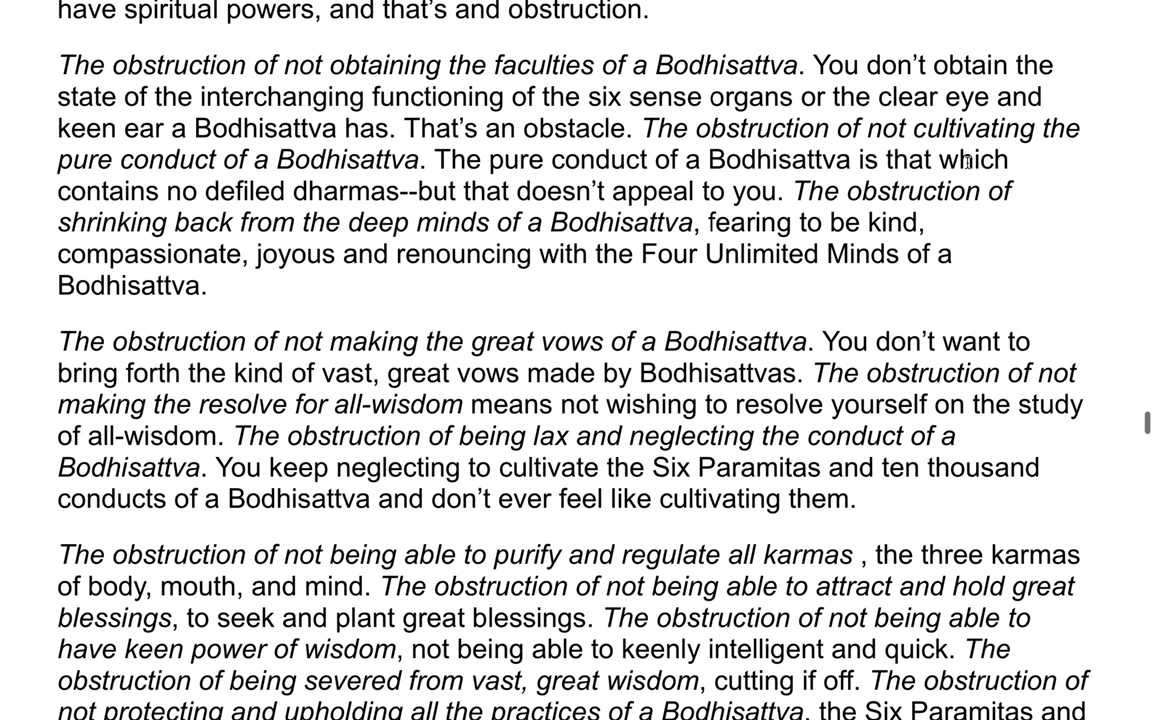 have spiritual powers, and that’s and obstruction.
The obstruction of not obtaining the faculties of a Bodhisattva. You don’t obtain the
state of the interchanging functioning of the six sense organs or the clear eye and
keen ear a Bodhisattva has. That’s an obstacle. The obstruction of not cultivating the
pure conduct of a Bodhisattva. The pure conduct of a Bodhisattva is that which
contains no defiled dharmas--but that doesn’t appeal to you. The obstruction of
shrinking back from the deep minds of a Bodhisattva, fearing to be kind,
compassionate, joyous and renouncing with the Four Unlimited Minds of a
Bodhisattva.
The obstruction of not making the great vows of a Bodhisattva. You don’t want to
bring forth the kind of vast, great vows made by Bodhisattvas. The obstruction of not
making the resolve for all-wisdom means not wishing to resolve yourself on the study
of all-wisdom. The obstruction of being lax and neglecting the conduct of a
Bodhisattva. You keep neglecting to cultivate the Six Paramitas and ten thousand
conducts of a Bodhisattva and don’t ever feel like cultivating them.
The obstruction of not being able to purify and regulate all karmas , the three karmas
of body, mouth, and mind. The obstruction of not being able to attract and hold great
blessings, to seek and plant great blessings. The obstruction of not being able to
have keen power of wisdom, not being able to keenly intelligent and quick. The
obstruction of being severed from vast, great wisdom, cutting if off. The obstruction of
not protecting and upholding all the practices of a Bodhisattva, the Six Paramitas and